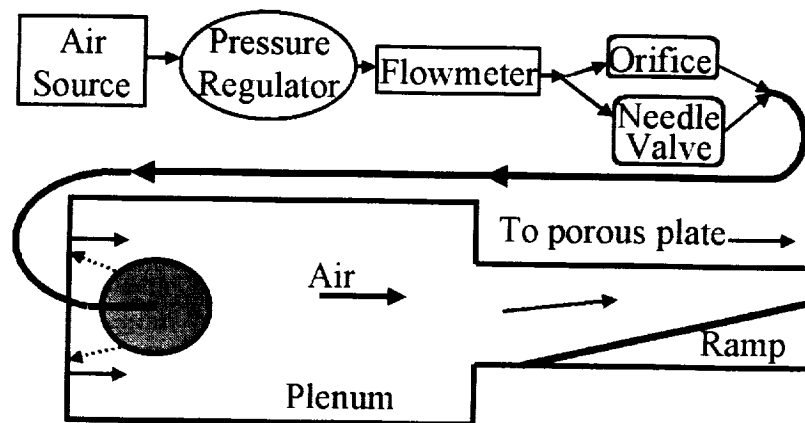 Air
Source
Pressure
Regulator
Flowmeter
Orifice
Needle
Valve
To porous plate
Air
Ramp
Plenum